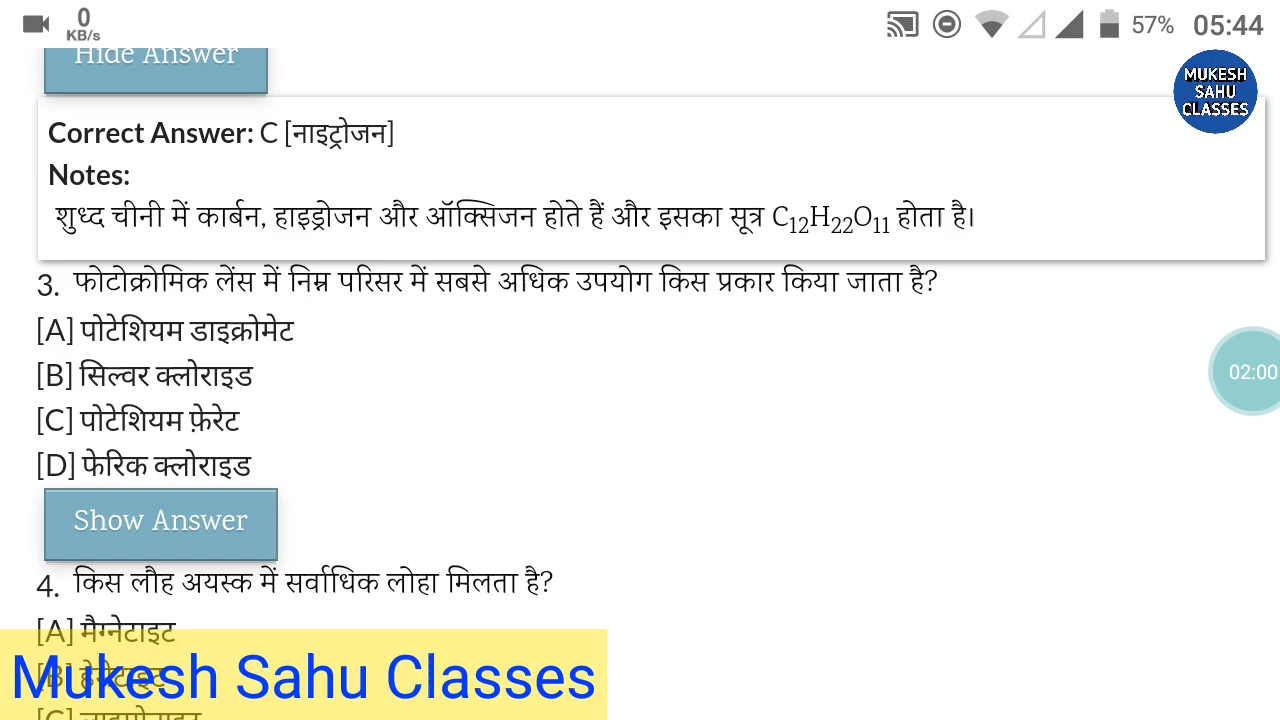 0
KB/s
57% 05:44
Hide Answer
MUKESH
SAHU
CLASSES
Correct Answer: C [नाइट्रोजन]
Notes:
शुध्द चीनी में कार्बन, हाइड्रोजन और ऑक्सिजन होते हैं और इसका सूत्र C12H22O11 होता है।
3. फोटोक्रोमिक लेंस में निम्न परिसर में सबसे अधिक उपयोग किस प्रकार किया जाता है?
[A] पोटेशियम डाइक्रोमेट
[B] सिल्वर क्लोराइड
02:00
[C] पोटेशियम फ़ेरेट
[D] फेरिक क्लोराइड
Show Answer
4. किस लौह अयस्क में सर्वाधिक लोहा मिलता है?
[A] मैग्नेटाइट
Mukesh Sahu Classes
[B]
[C]